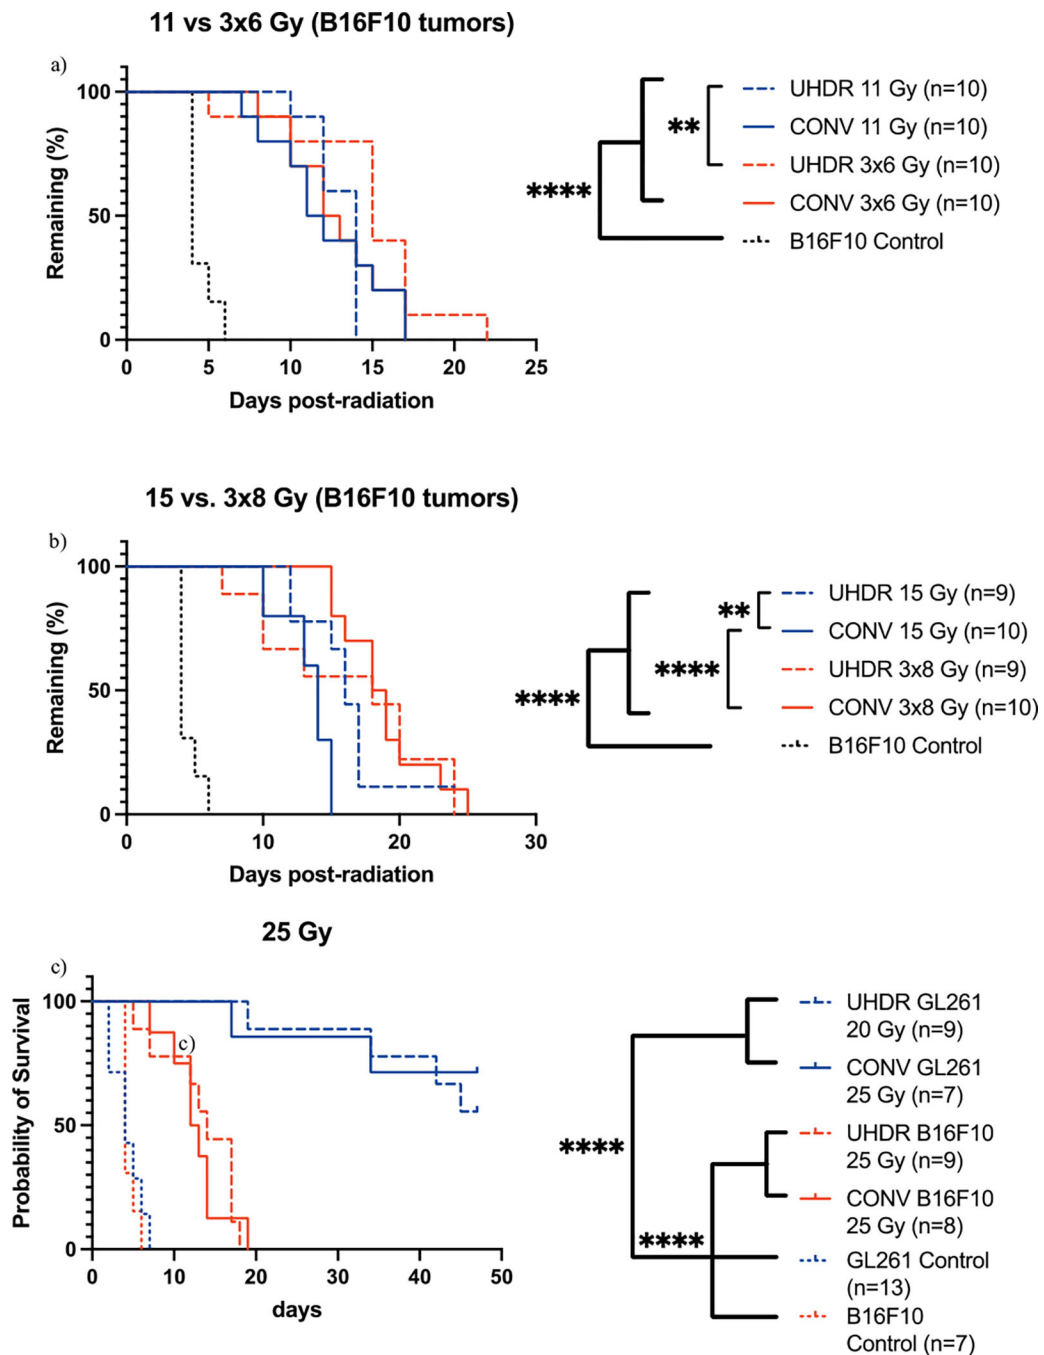 11 vs 3x6 Gy (B16F10 tumors)
a)
100
50
0
Remaining (%)
0 5 10 15 20 25
Days post-radiation
**
****
UHDR 11 Gy (n=10)
CONV 11 Gy (n=10)
UHDR 3x6 Gy (n=10)
CONV 3x6 Gy (n=10)
B16F10 Control
15 vs. 3x8 Gy (B16F10 tumors)
b)
100
50
0
Remaining (%)
0 10 20 30
Days post-radiation
**
****
****
UHDR 15 Gy (n=9)
CONV 15 Gy (n=10)
UHDR 3x8 Gy (n=9)
CONV 3x8 Gy (n=10)
B16F10 Control
25 Gy
c)
100
50
0
Probability of Survival
c)
0 10 20 30 40 50
days
****
****
UHDR GL261
20 Gy (n=9)
CONV GL261
25 Gy (n=7)
UHDR B16F10
25 Gy (n=9)
CONV B16F10
25 Gy (n=8)
GL261 Control
(n=13)
B16F10
Control (n=7)